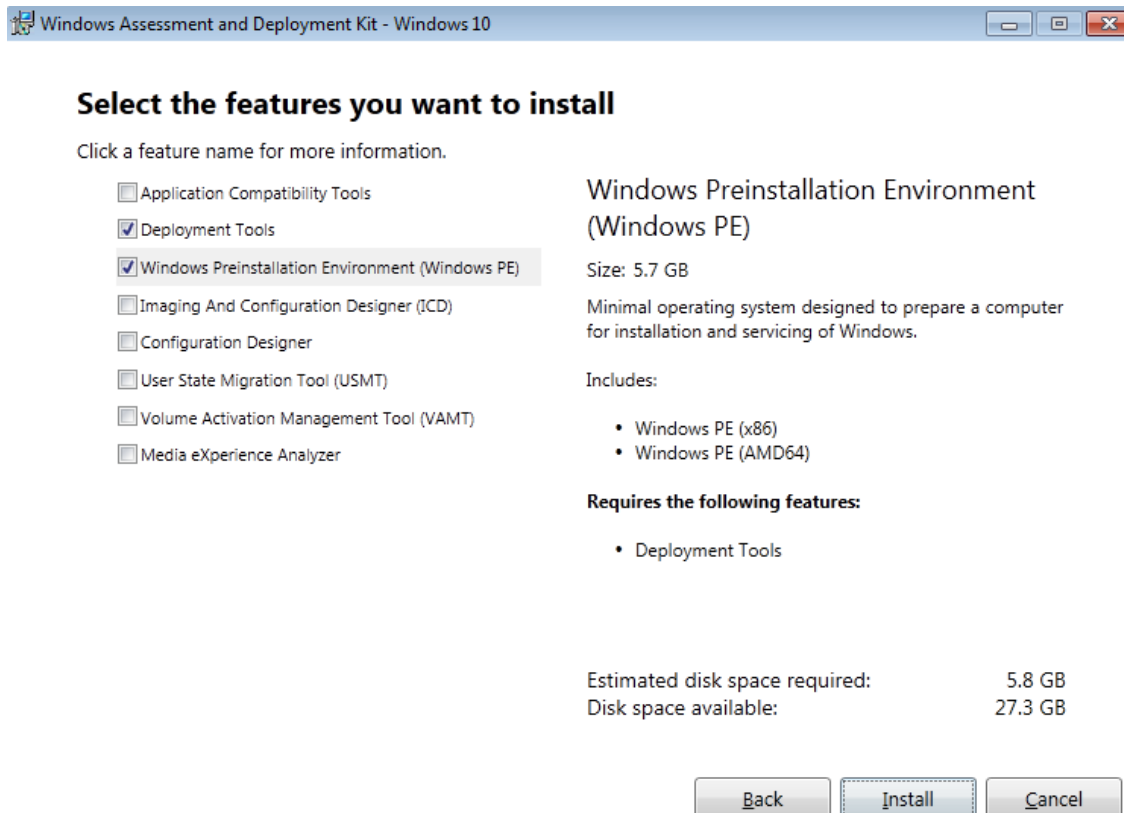 Windows Assessment and Deployment Kit - Windows 10
Select the features you want to install
Click a feature name for more information.
Application Compatibility Tools
Deployment Tools
Windows Preinstallation Environment (Windows PE)
Imaging And Configuration Designer (ICD)
Configuration Designer
User State Migration Tool (USMT)
Volume Activation Management Tool (VAMT)
Media eXperience Analyzer
Windows Preinstallation Environment
(Windows PE)
Size: 5.7 GB
Minimal operating system designed to prepare a computer
for installation and servicing of Windows.
Includes:
• Windows PE (x86)
• Windows PE (AMD64)
Requires the following features:
• Deployment Tools
Estimated disk space required: 5.8 GB
Disk space available: 27.3 GB
Back Install Cancel